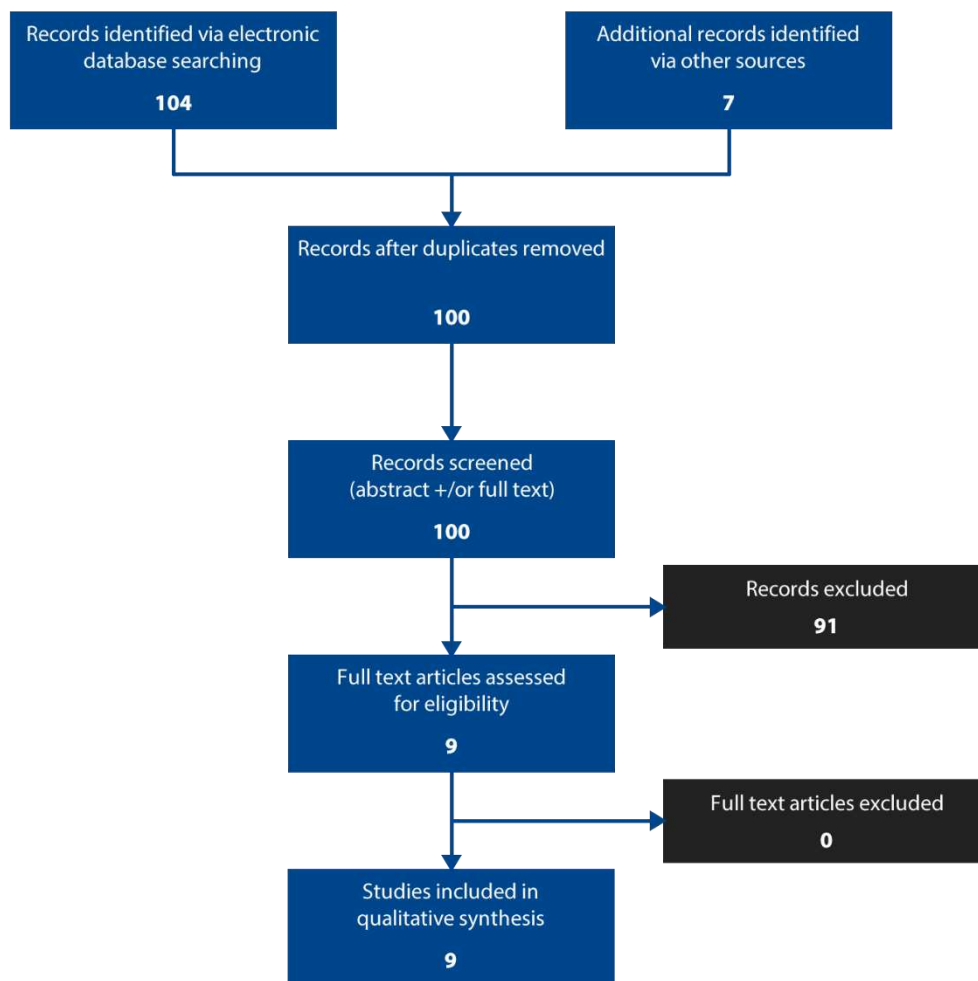 Records identified via electronic
database searching
104
Additional records identified
via other sources
7
Records after duplicates removed
100
Records screened
(abstract +/or full text)
100
Records excluded
91
Full text articles assessed
for eligibility
9
Full text articles excluded
0
Studies included in
qualitative synthesis
9